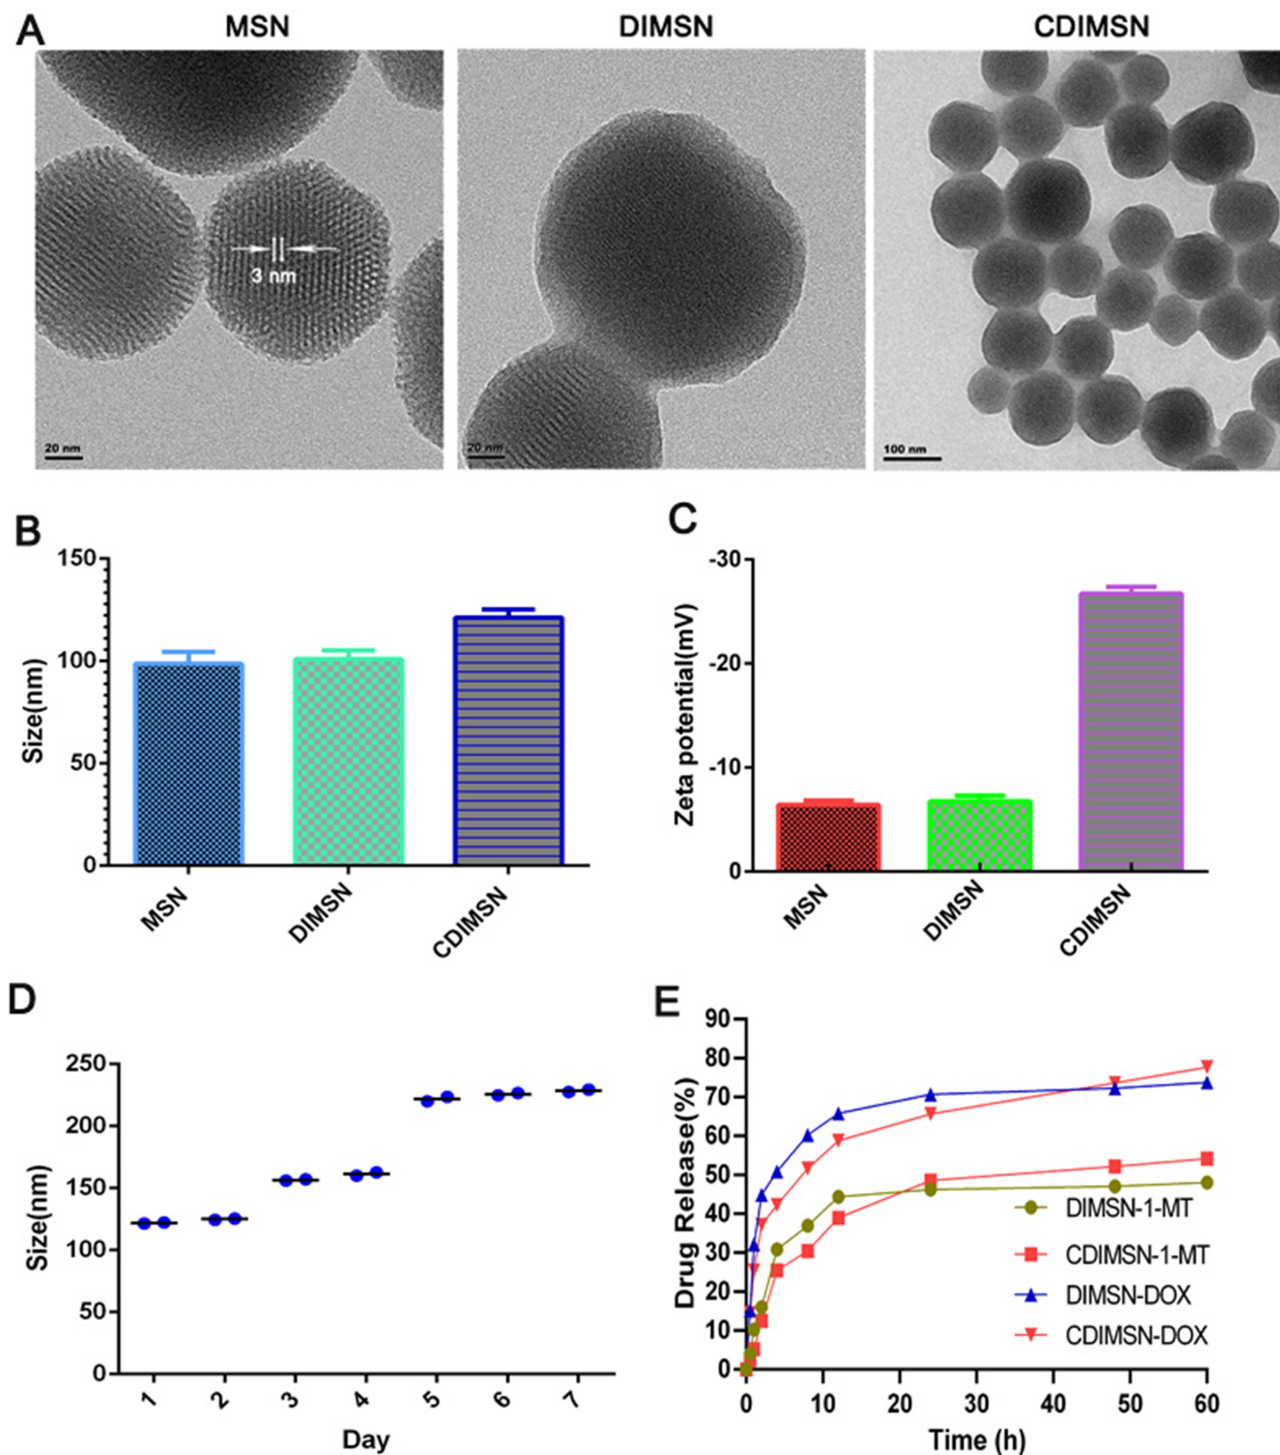 A
MSN
DIMSN
CDIMSN
3 nm
20 nm
20 nm
100 nm
B
150
100
50
0
Size(nm)
MSN
DIMSN
CDIMSN
C
-30
-20
-10
0
Zeta potential(mV)
MSN
DIMSN
CDIMSN
D
250
200
150
100
50
0
Size(nm)
1 2 3 4 5 6 7
Day
E
90
80
70
60
50
40
30
20
10
0
Drug Release(%)
DIMSN-1-MT
CDIMSN-1-MT
DIMSN-DOX
CDIMSN-DOX
0 10 20 30 40 50 60
Time (h)